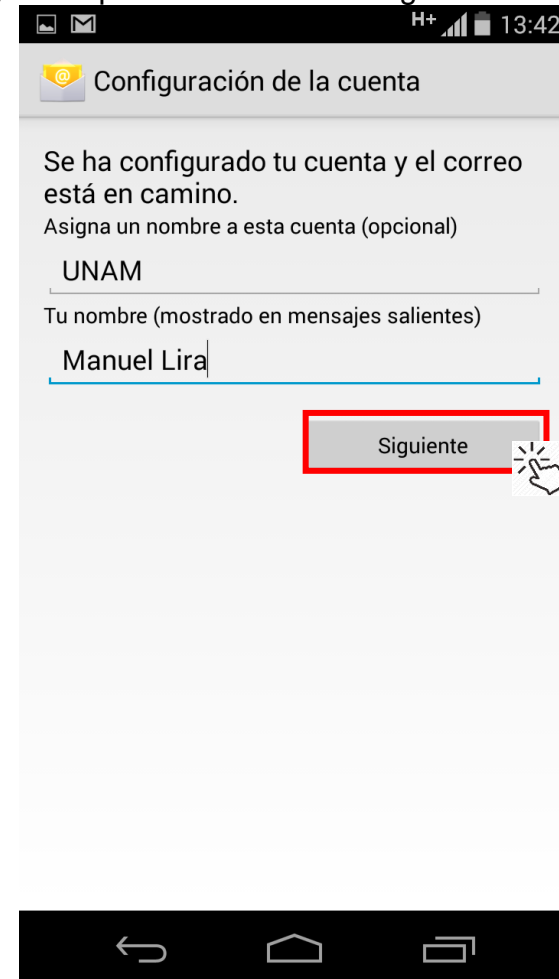 H+ 13:42
Configuración de la cuenta
Se ha configurado tu cuenta y el correo
está en camino.
Asigna un nombre a esta cuenta (opcional)
UNAM
Tu nombre (mostrado en mensajes salientes)
Manuel Lira
Siguiente